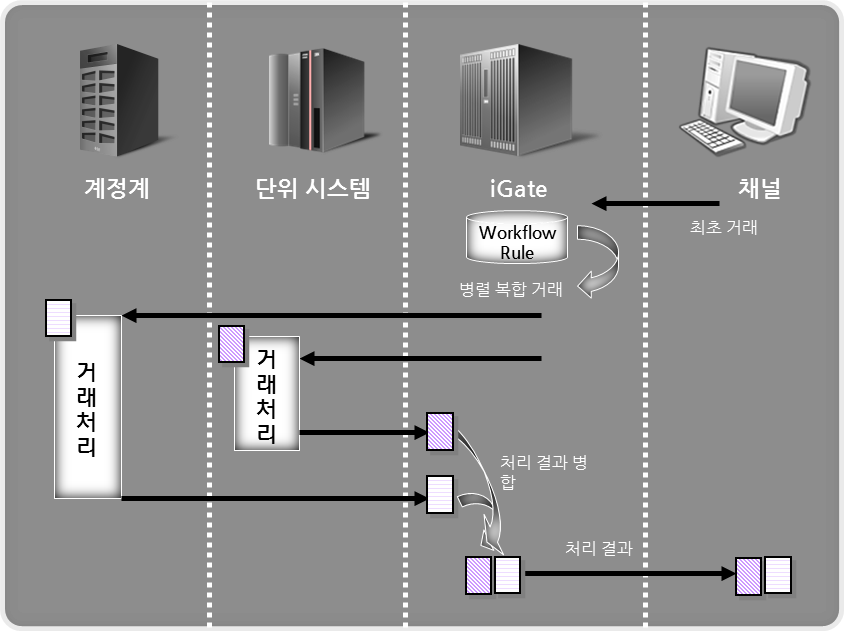 계정계
단위 시스템
iGate
채널
최초 거래
Workflow
Rule
병렬 복합 거래
거
래
처
리
거
래
처
리
처리 결과 병
합
처리 결과